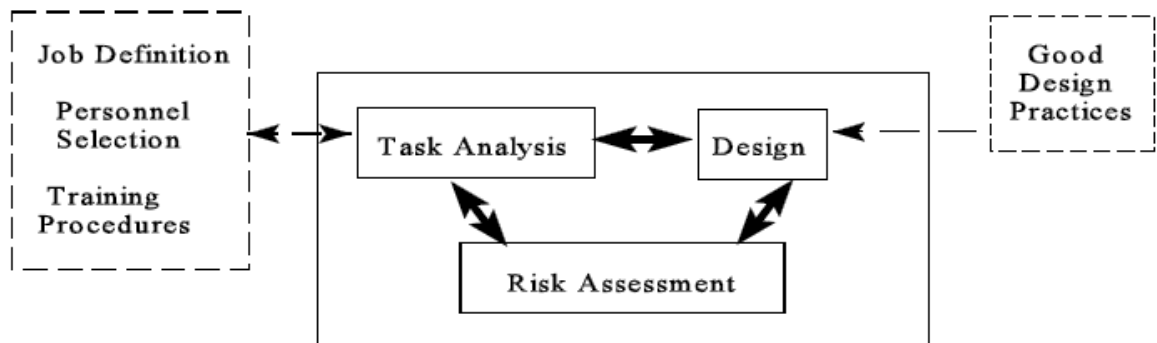 Job Definition
Personnel
Selection
Training
Procedures
Task Analysis
Design
Risk Assessment
Good
Design
Practices